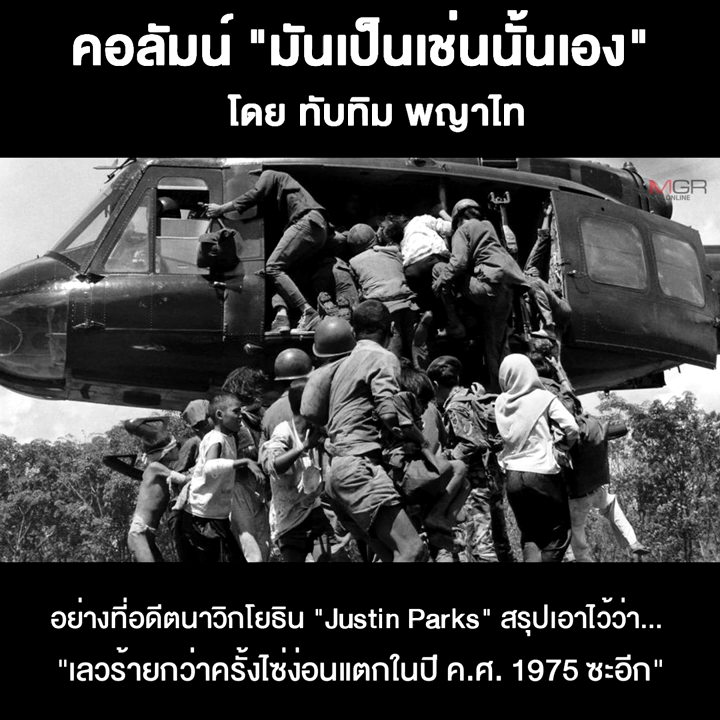 คอลัมน์ "มันเป็นเช่นนั้นเอง"
โดย ทับทิม พญาไท
MGR
ONLINE
อย่างที่อดีตนาวิกโยธิน "Justin Parks" สรุปเอาไว้ว่า...
"เลวร้ายกว่าครั้งไซ่ง่อนแตกในปี ค.ศ. 1975 ซะอีก"